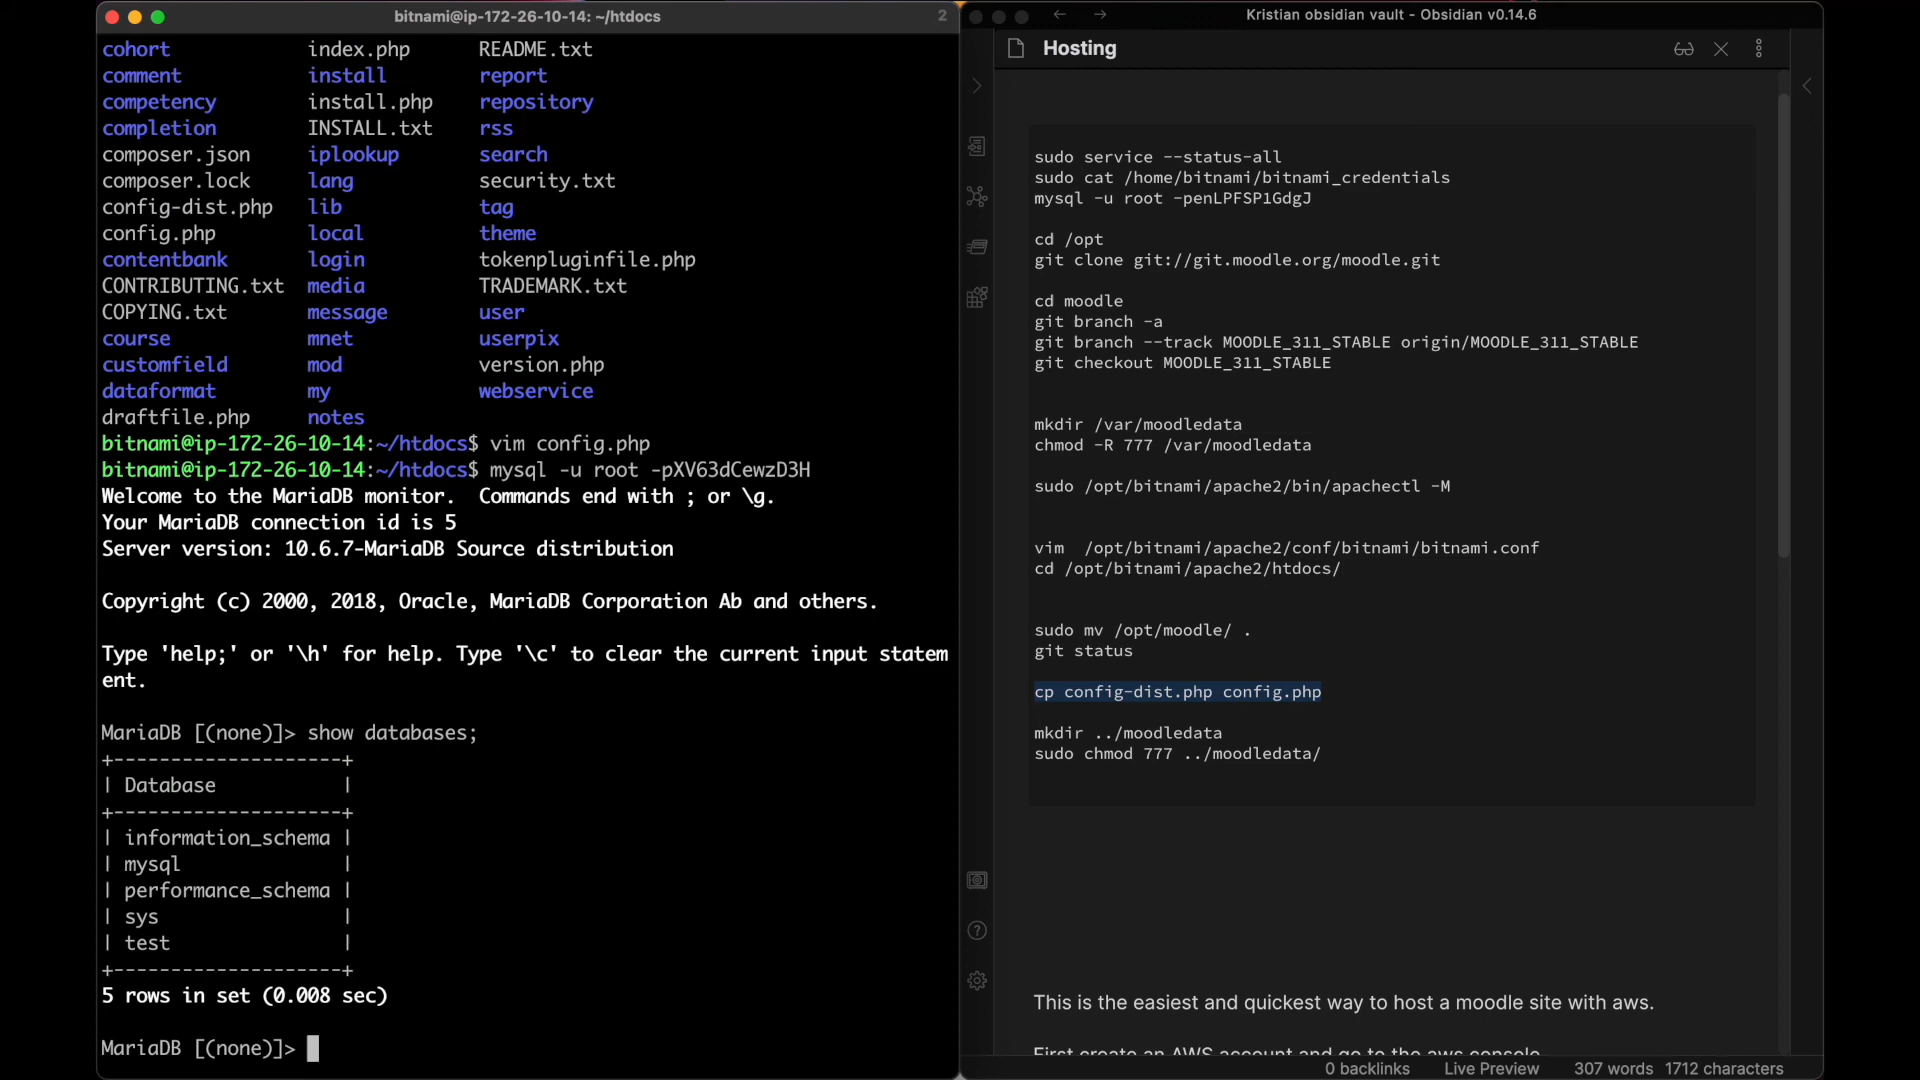 bitnami@ip-172-26-10-14: ~/htdocs
2
cohort index.php README.txt
comment install report
competency install.php repository
completion INSTALL.txt rss
composer.json iplookup search
composer.lock lang security.txt
config-dist.php lib tag
config.php local theme
contentbank login tokenpluginfile.php
CONTRIBUTING.txt media TRADEMARK.txt
COPYING.txt message user
course mnet userpix
customfield mod version.php
dataformat my webservice
draftfile.php notes
bitnami@ip-172-26-10-14:~/htdocs$ vim config.php
bitnami@ip-172-26-10-14:~/htdocs$ mysql -u root -pXV63dCewzD3H
Welcome to the MariaDB monitor.  Commands end with ; or \g.
Your MariaDB connection id is 5
Server version: 10.6.7-MariaDB Source distribution
Copyright (c) 2000, 2018, Oracle, MariaDB Corporation Ab and others.
Type 'help;' or '\h' for help. Type '\c' to clear the current input statem
ent.
MariaDB [(none)]> show databases;
+--------------------+
| Database           |
+--------------------+
| information_schema |
| mysql              |
| performance_schema |
| sys                |
| test               |
+--------------------+
5 rows in set (0.008 sec)
MariaDB [(none)]>
Kristian obsidian vault - Obsidian v0.14.6
Hosting
sudo service --status-all
sudo cat /home/bitnami/bitnami_credentials
mysql -u root -penLPFSP1GdgJ
cd /opt
git clone git://git.moodle.org/moodle.git
cd moodle
git branch -a
git branch --track MOODLE_311_STABLE origin/MOODLE_311_STABLE
git checkout MOODLE_311_STABLE
mkdir /var/moodledata
chmod -R 777 /var/moodledata
sudo /opt/bitnami/apache2/bin/apachectl -M
vim  /opt/bitnami/apache2/conf/bitnami/bitnami.conf
cd /opt/bitnami/apache2/htdocs/
sudo mv /opt/moodle/ .
git status
cp config-dist.php config.php
mkdir ../moodledata
sudo chmod 777 ../moodledata/
This is the easiest and quickest way to host a moodle site with aws.
First create an AWS account and go to the aws console
0 backlinks Live Preview 307 words 1712 characters